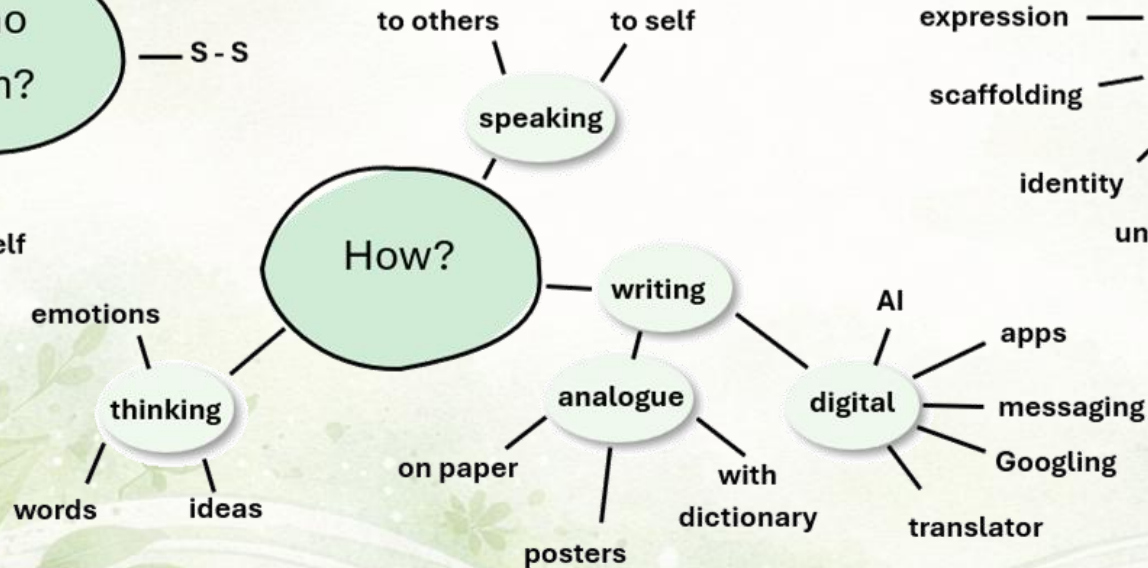 to others
to self
expression
S - S
scaffolding
speaking
identity
How?
writing
emotions
AI
apps
thinking
analogue
digital
messaging
on paper
with
dictionary
Googling
words
ideas
translator
posters